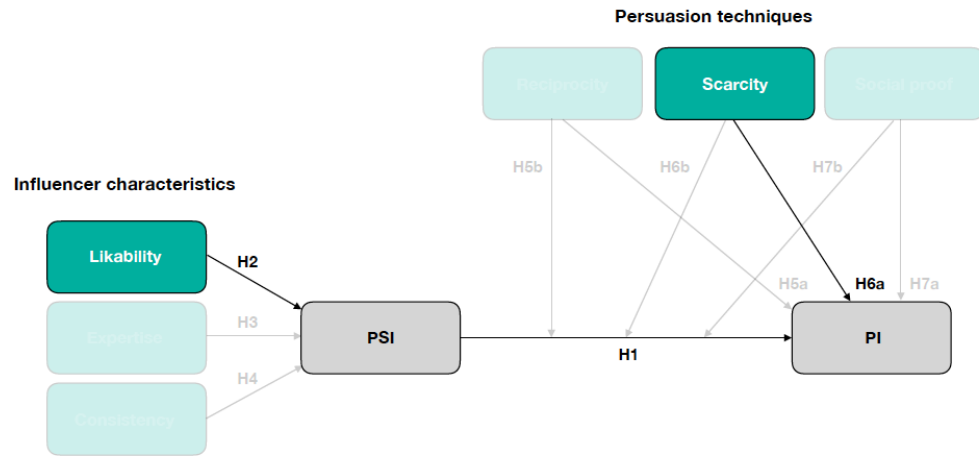 Persuasion techniques
Reciprocity
Scarcity
Social proof
H5b
H6b
H7b
Influencer characteristics
Likability
H2
H5a
H6a
H7a
Expertise
H3
PSI
H1
PI
H4
Consistency